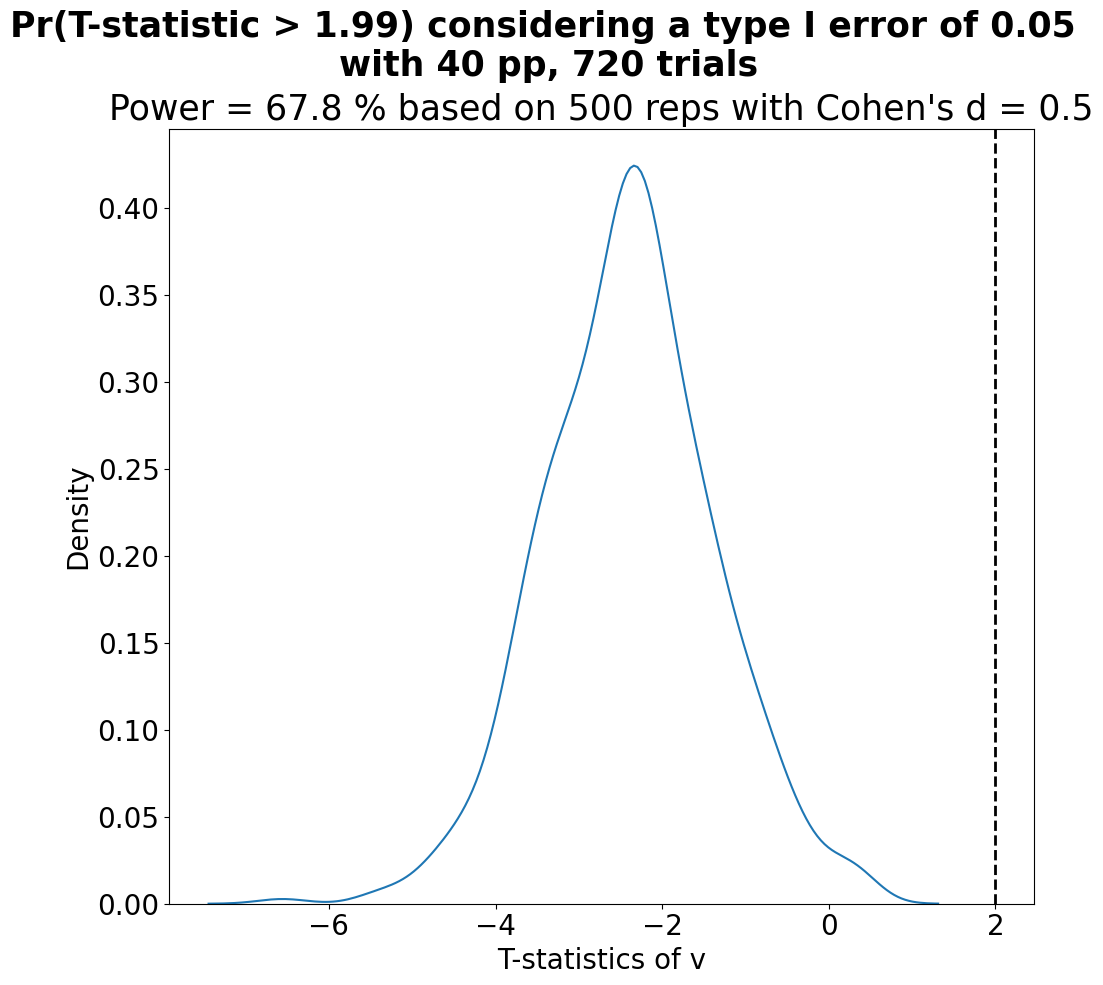 Pr(T-statistic > 1.99) considering a type I error of 0.05
with 40 pp, 720 trials
Power = 67.8 % based on 500 reps with Cohen's d = 0.5
0.40
0.35
0.30
0.25
0.20
0.15
0.10
0.05
0.00
Density
−6 −4 −2 0 2
T-statistics of v